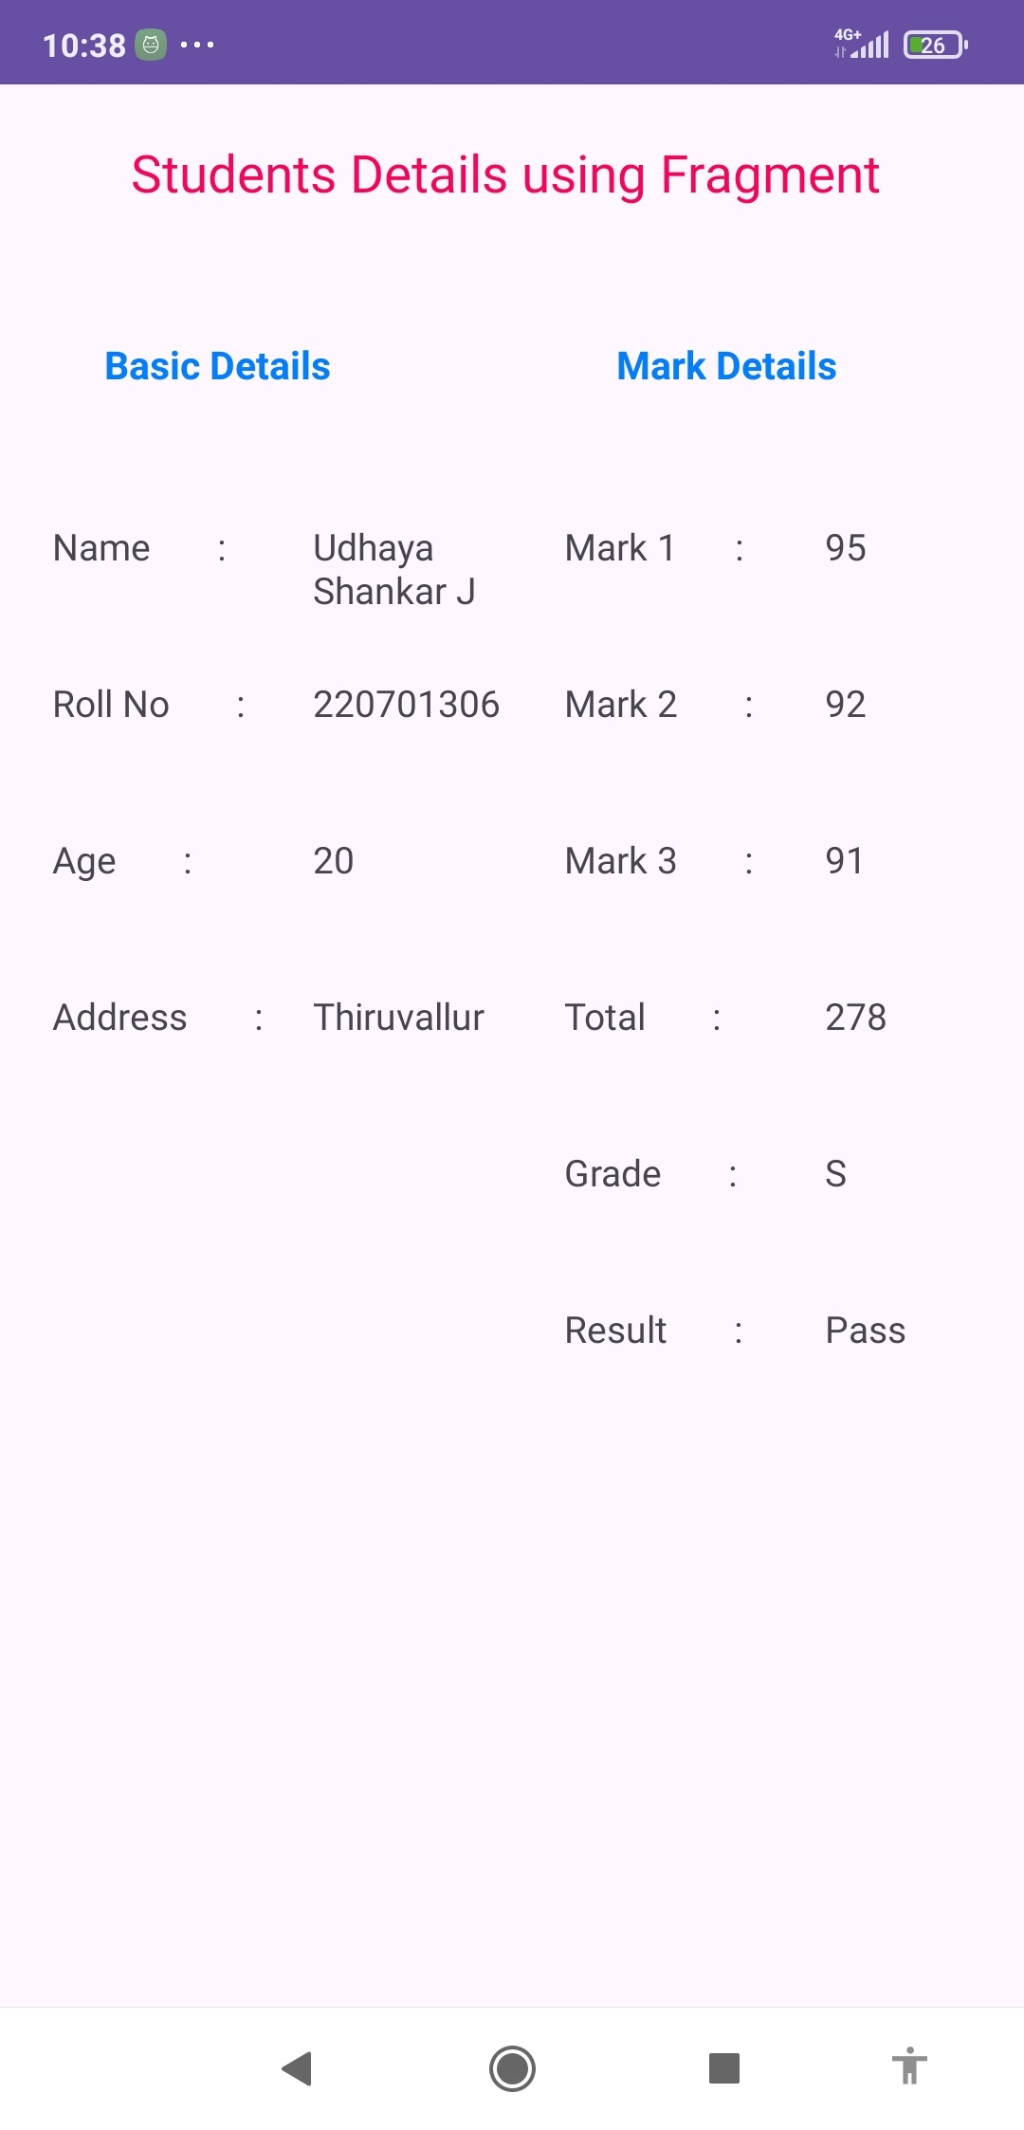 10:38
4G+
26
Students Details using Fragment
Basic Details
Name : Udhaya
Shankar J
Roll No : 220701306
Age : 20
Address : Thiruvallur
Mark Details
Mark 1 : 95
Mark 2 : 92
Mark 3 : 91
Total : 278
Grade : S
Result : Pass